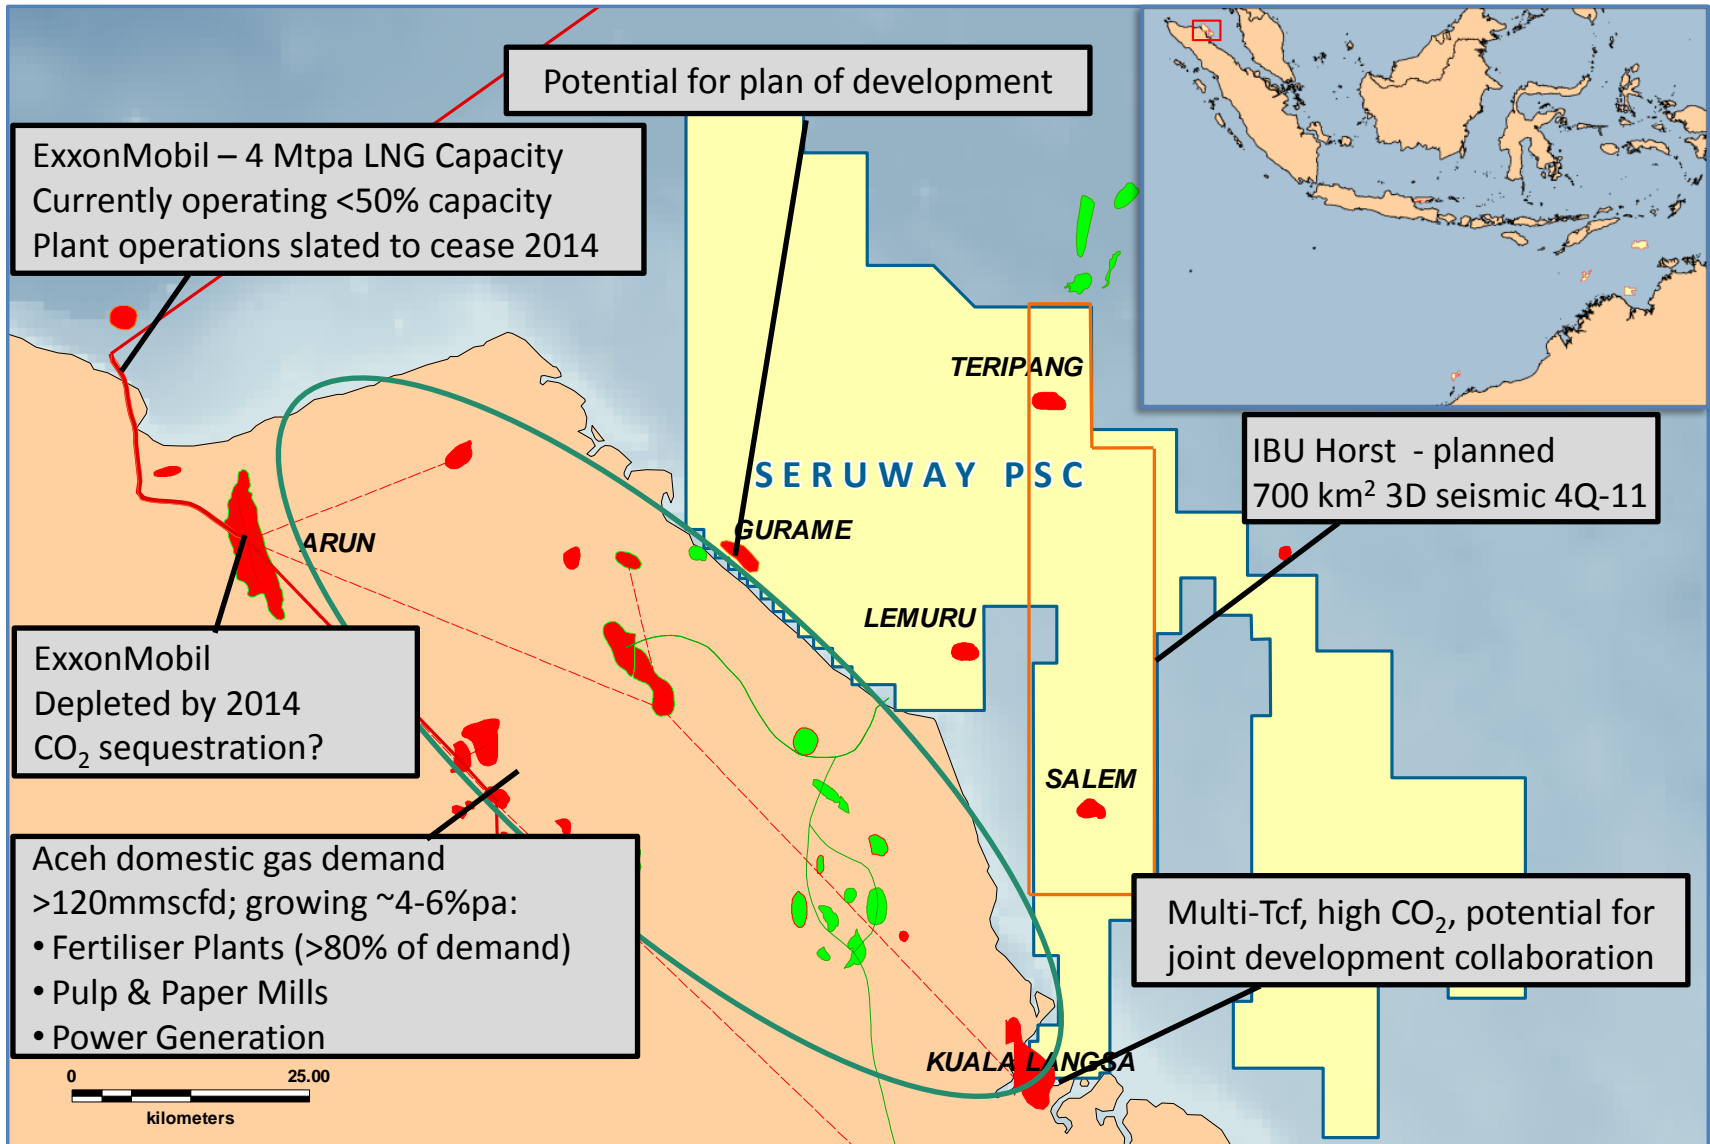 Potential for plan of development
ExxonMobil – 4 Mtpa LNG Capacity
Currently operating <50% capacity
Plant operations slated to cease 2014
TERIPANG
IBU Horst - planned
700 km² 3D seismic 4Q-11
SERUWAY PSC
GURAME
ARUN
LEMURU
ExxonMobil
Depleted by 2014
CO₂ sequestration?
SALEM
Aceh domestic gas demand
>120mmscfd; growing ~4-6%pa:
• Fertiliser Plants (>80% of demand)
• Pulp & Paper Mills
• Power Generation
Multi-Tcf, high CO₂, potential for
joint development collaboration
KUALA LANGSA
0 25.00
kilometers